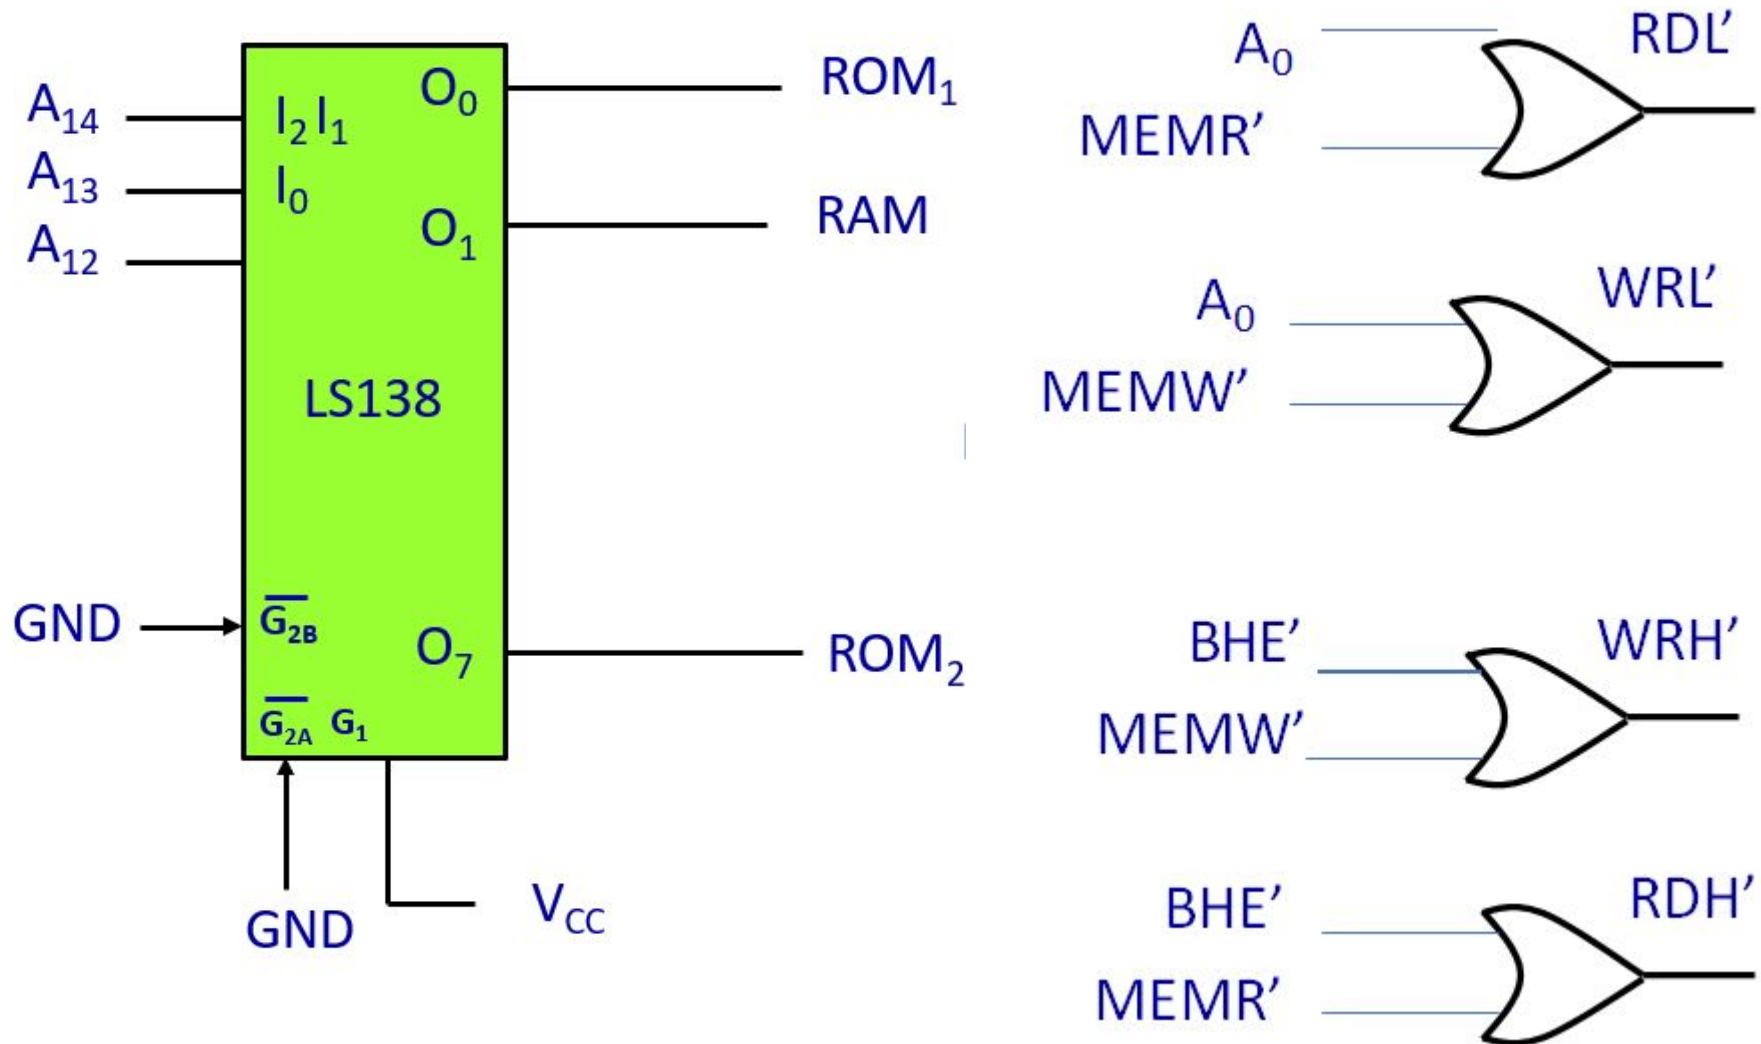 A₁₄
A₁₃
A₁₂
I₂ I₁
I₀
O₀
O₁
LS138
O₇
G̅₂B
G̅₂A G₁
GND
GND
V_CC
ROM₁
RAM
ROM₂
A₀
MEMR’
RDL’
A₀
MEMW’
WRL’
BHE’
MEMW’
WRH’
BHE’
MEMR’
RDH’